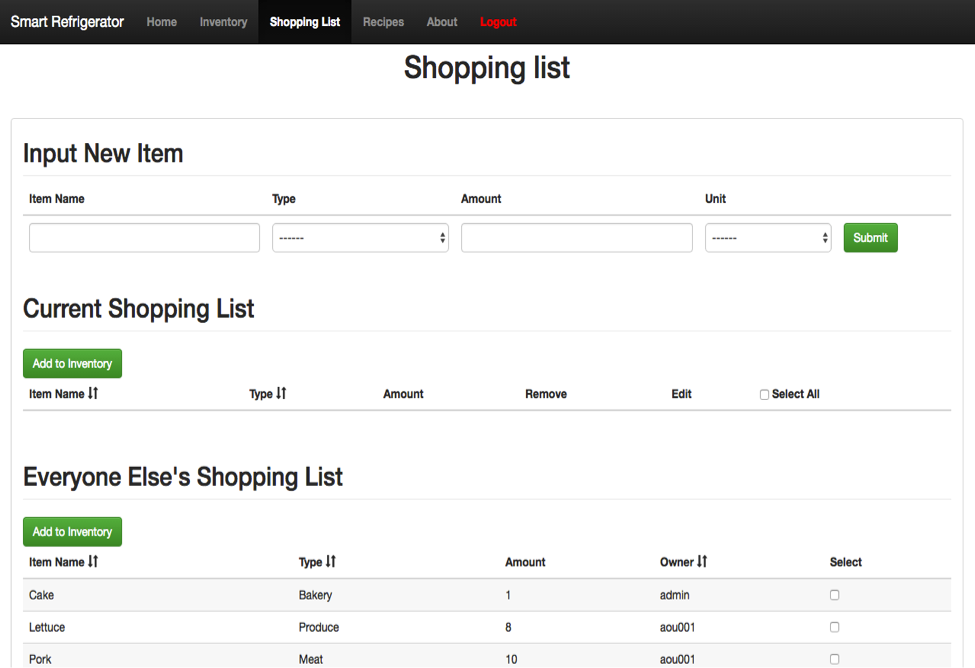 Smart Refrigerator Home Inventory Shopping List Recipes About Logout
Shopping list
Input New Item
Item Name Type Amount Unit
------ ------ Submit
Current Shopping List
Add to Inventory
Item Name Type Amount Remove Edit Select All
Everyone Else's Shopping List
Add to Inventory
Item Name Type Amount Owner Select
Cake Bakery 1 admin
Lettuce Produce 8 aou001
Pork Meat 10 aou001